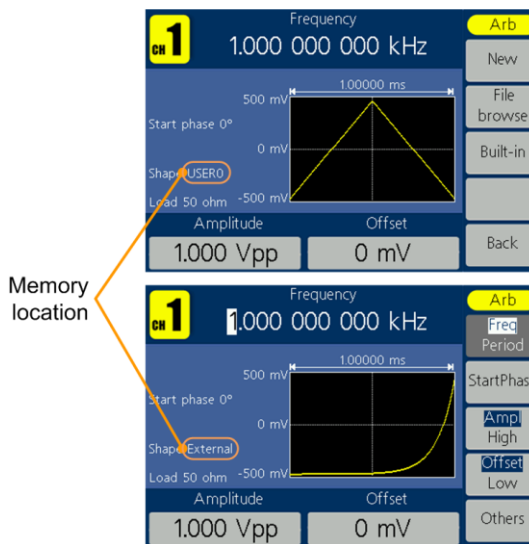 Frequency
CH 1
1.000 000 000 kHz
Arb
New
File
browse
Built-in
Back
1.00000 ms
500 mV
Start phase 0°
0 mV
Shape USER0
-500 mV
Load 50 ohm
Amplitude
Offset
1.000 Vpp
0 mV
Memory
location
Frequency
CH 1
1.000 000 000 kHz
Arb
Freq
Period
StartPhas
Ampl
High
Offset
Low
Others
1.00000 ms
500 mV
Start phase 0°
0 mV
Shape External
Load 50 ohm
-500 mV
Amplitude
Offset
1.000 Vpp
0 mV